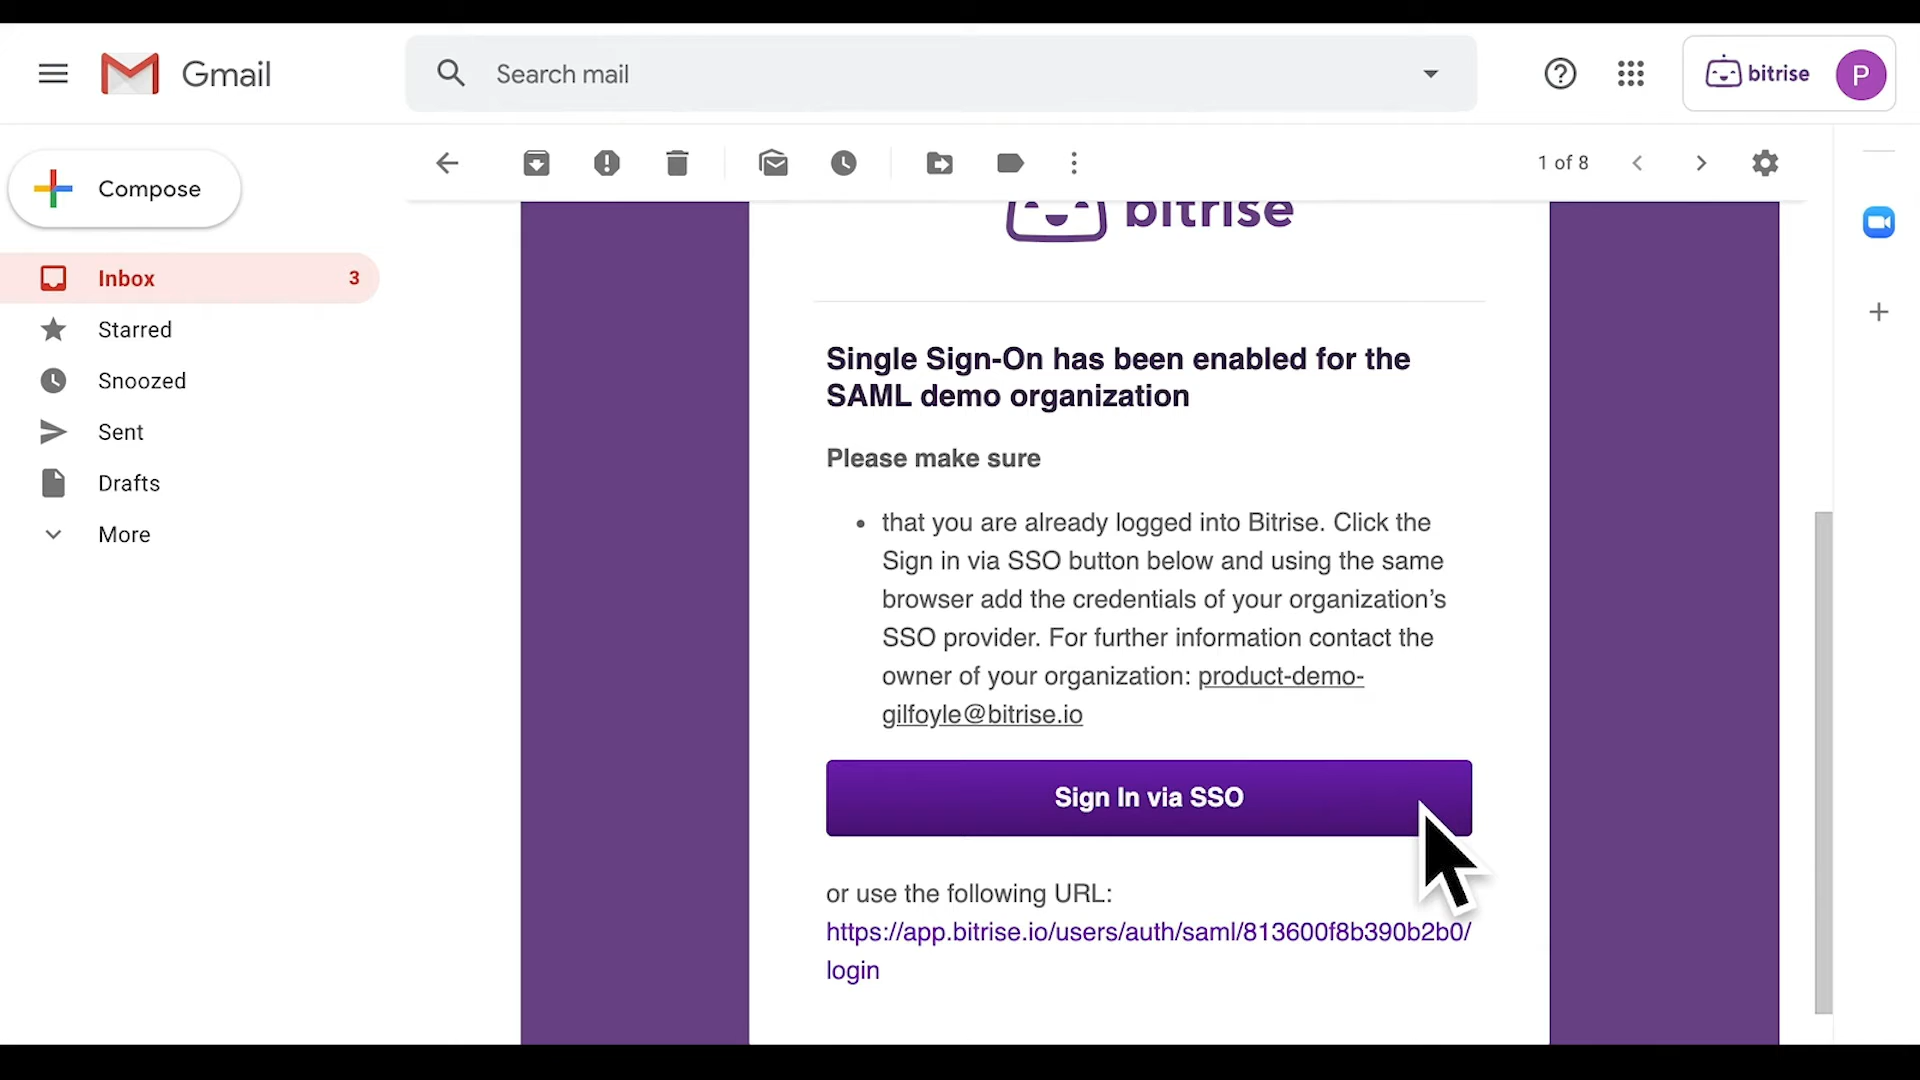 Gmail
Search mail
bitrise
P
Compose
1 of 8
bitrise
Inbox 3
Starred
Snoozed
Sent
Drafts
More
Single Sign-On has been enabled for the
SAML demo organization
Please make sure
• that you are already logged into Bitrise. Click the
Sign in via SSO button below and using the same
browser add the credentials of your organization’s
SSO provider. For further information contact the
owner of your organization: product-demo-
gilfoyle@bitrise.io
Sign In via SSO
or use the following URL:
https://app.bitrise.io/users/auth/saml/813600f8b390b2b0/
login